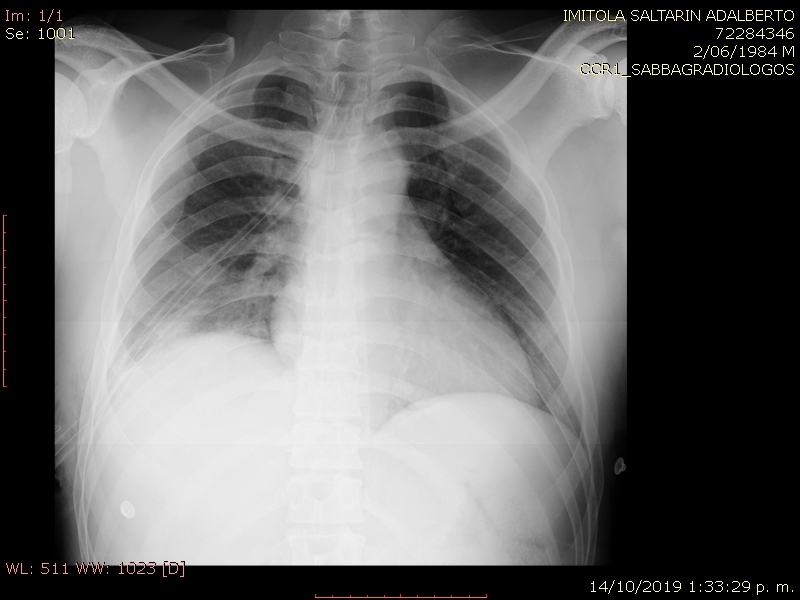 Im: 1/1
Se: 1001
IMITOLA SALTARIN ADALBERTO
72284346
2/06/1984 M
CCR1_SABBAGRADIOLOGOS
WL: 511 WW: 1023 [D]
14/10/2019 1:33:29 p. m.